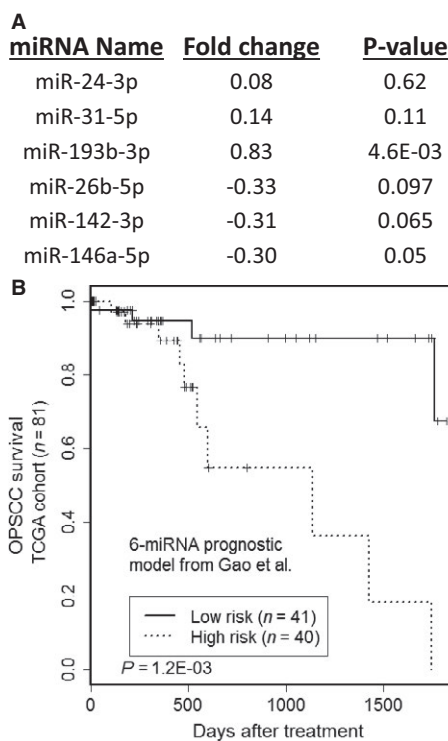 A
miRNA Name Fold change P-value
miR-24-3p 0.08 0.62
miR-31-5p 0.14 0.11
miR-193b-3p 0.83 4.6E-03
miR-26b-5p -0.33 0.097
miR-142-3p -0.31 0.065
miR-146a-5p -0.30 0.05
B
OPSCC survival
TCGA cohort (n = 81)
1.0
0.8
0.6
0.4
0.2
0.0
6-miRNA prognostic
model from Gao et al.
Low risk (n = 41)
High risk (n = 40)
P = 1.2E-03
0 500 1000 1500
Days after treatment